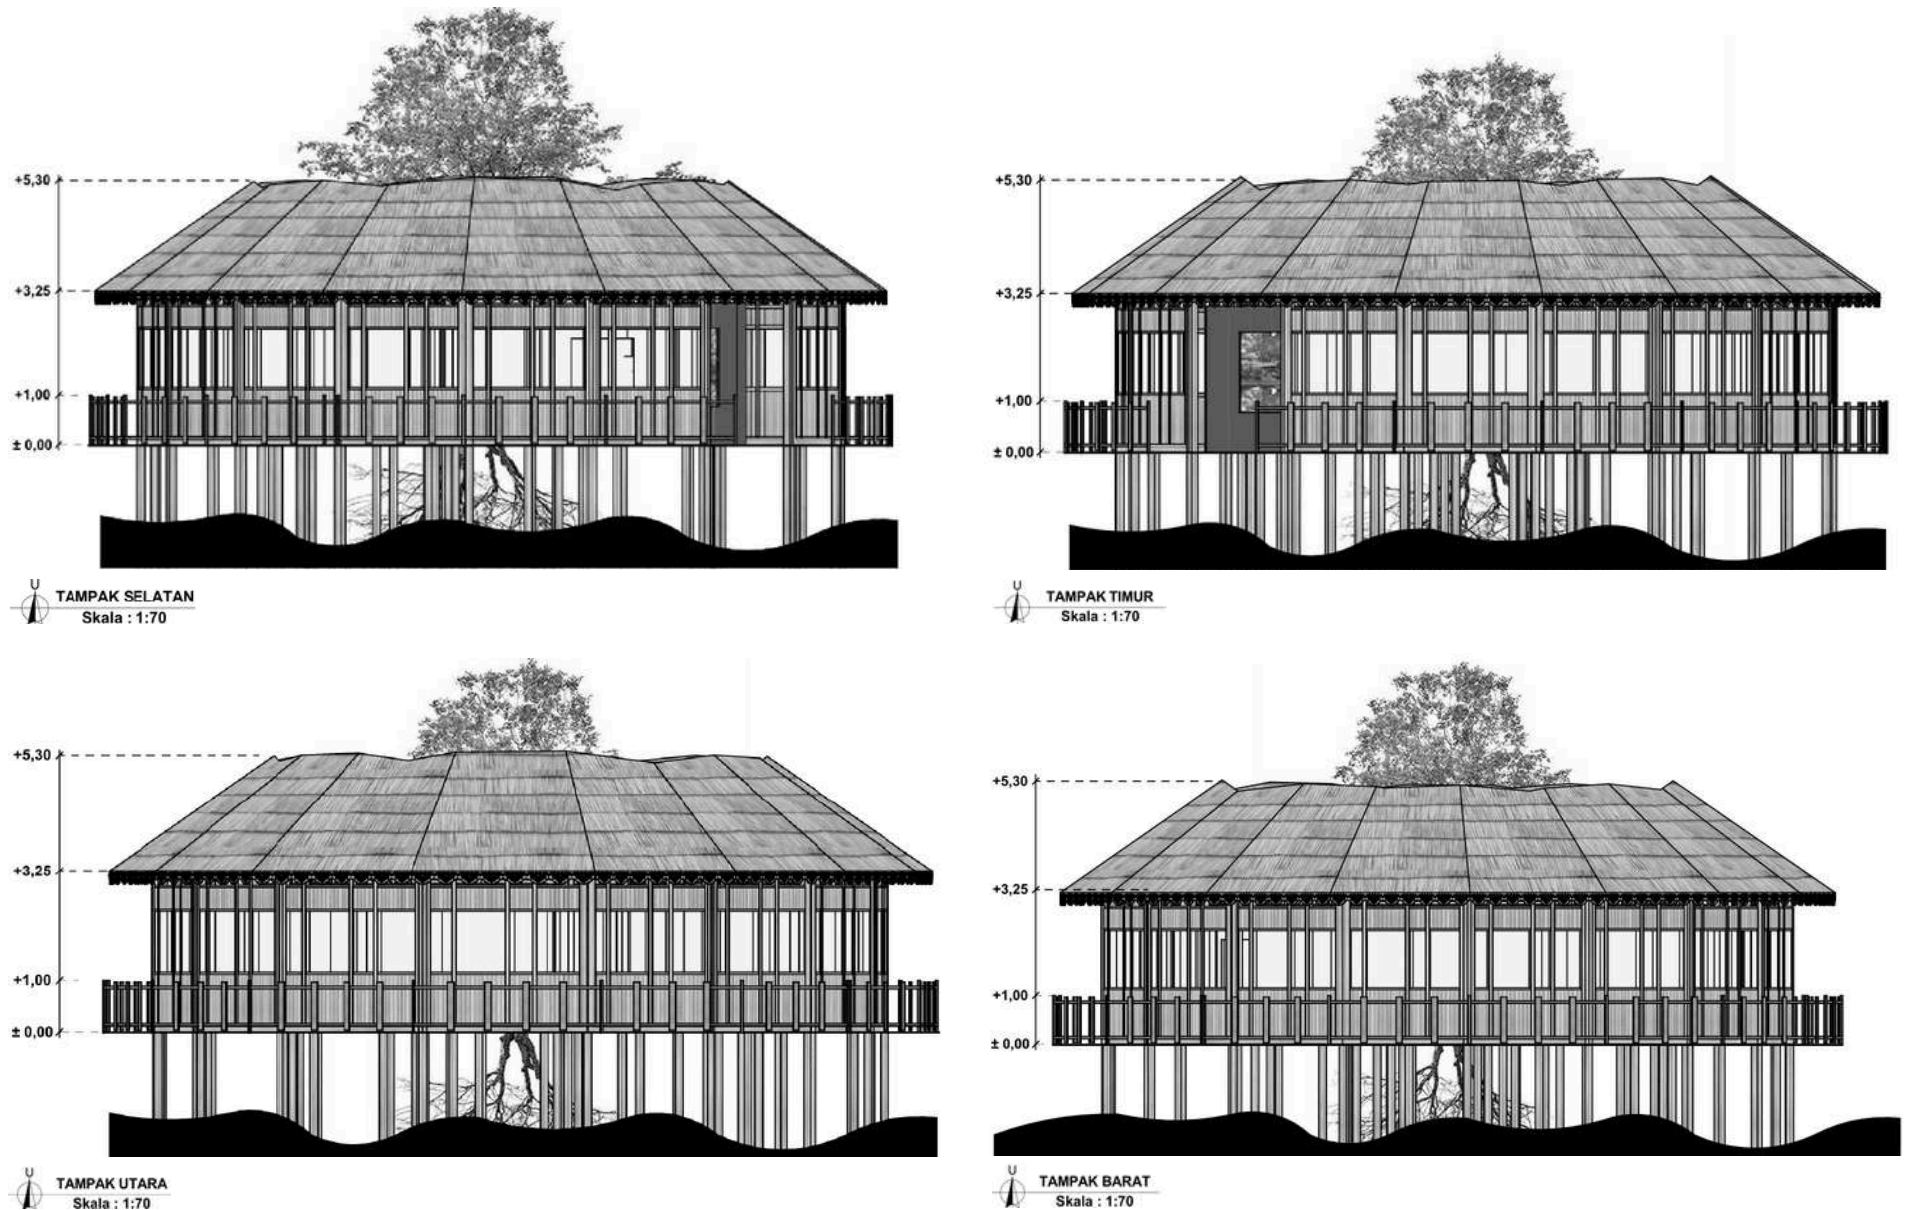 +5,30
+3,25
+1,00
± 0,00
U
TAMPAK SELATAN
Skala : 1:70
+5,30
+3,25
+1,00
± 0,00
U
TAMPAK TIMUR
Skala : 1:70
+5,30
+3,25
+1,00
± 0,00
U
TAMPAK UTARA
Skala : 1:70
+5,30
+3,25
+1,00
± 0,00
U
TAMPAK BARAT
Skala : 1:70